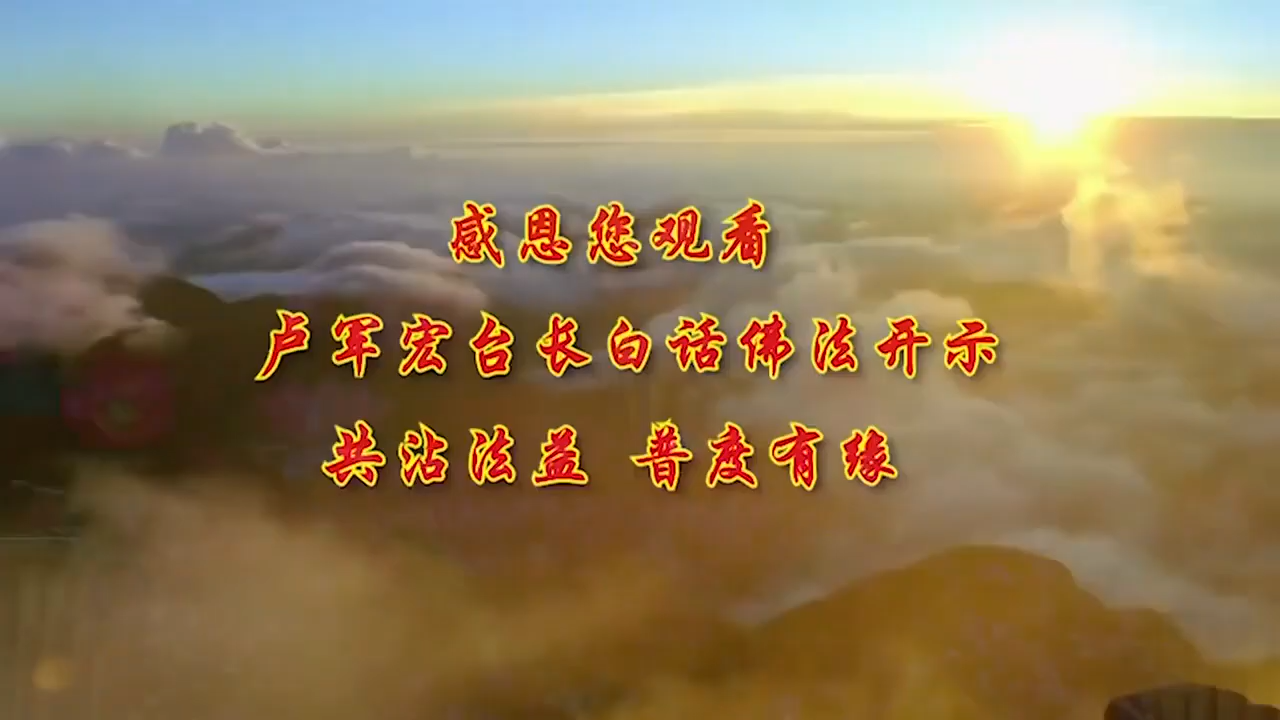 感恩您观看
卢军宏台长白话佛法开示
共沾法益 普度有缘